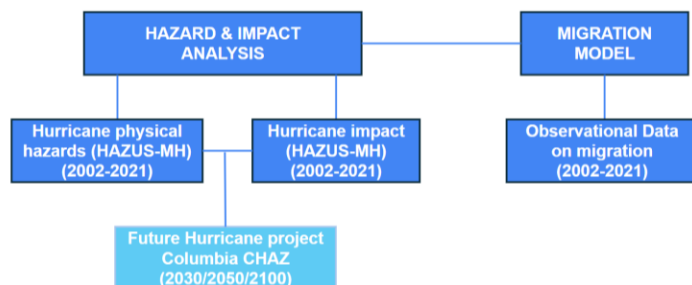 HAZARD & IMPACT
ANALYSIS
MIGRATION
MODEL
Hurricane physical
hazards (HAZUS-MH)
(2002-2021)
Hurricane impact
(HAZUS-MH)
(2002-2021)
Observational Data
on migration
(2002-2021)
Future Hurricane project
Columbia CHAZ
(2030/2050/2100)